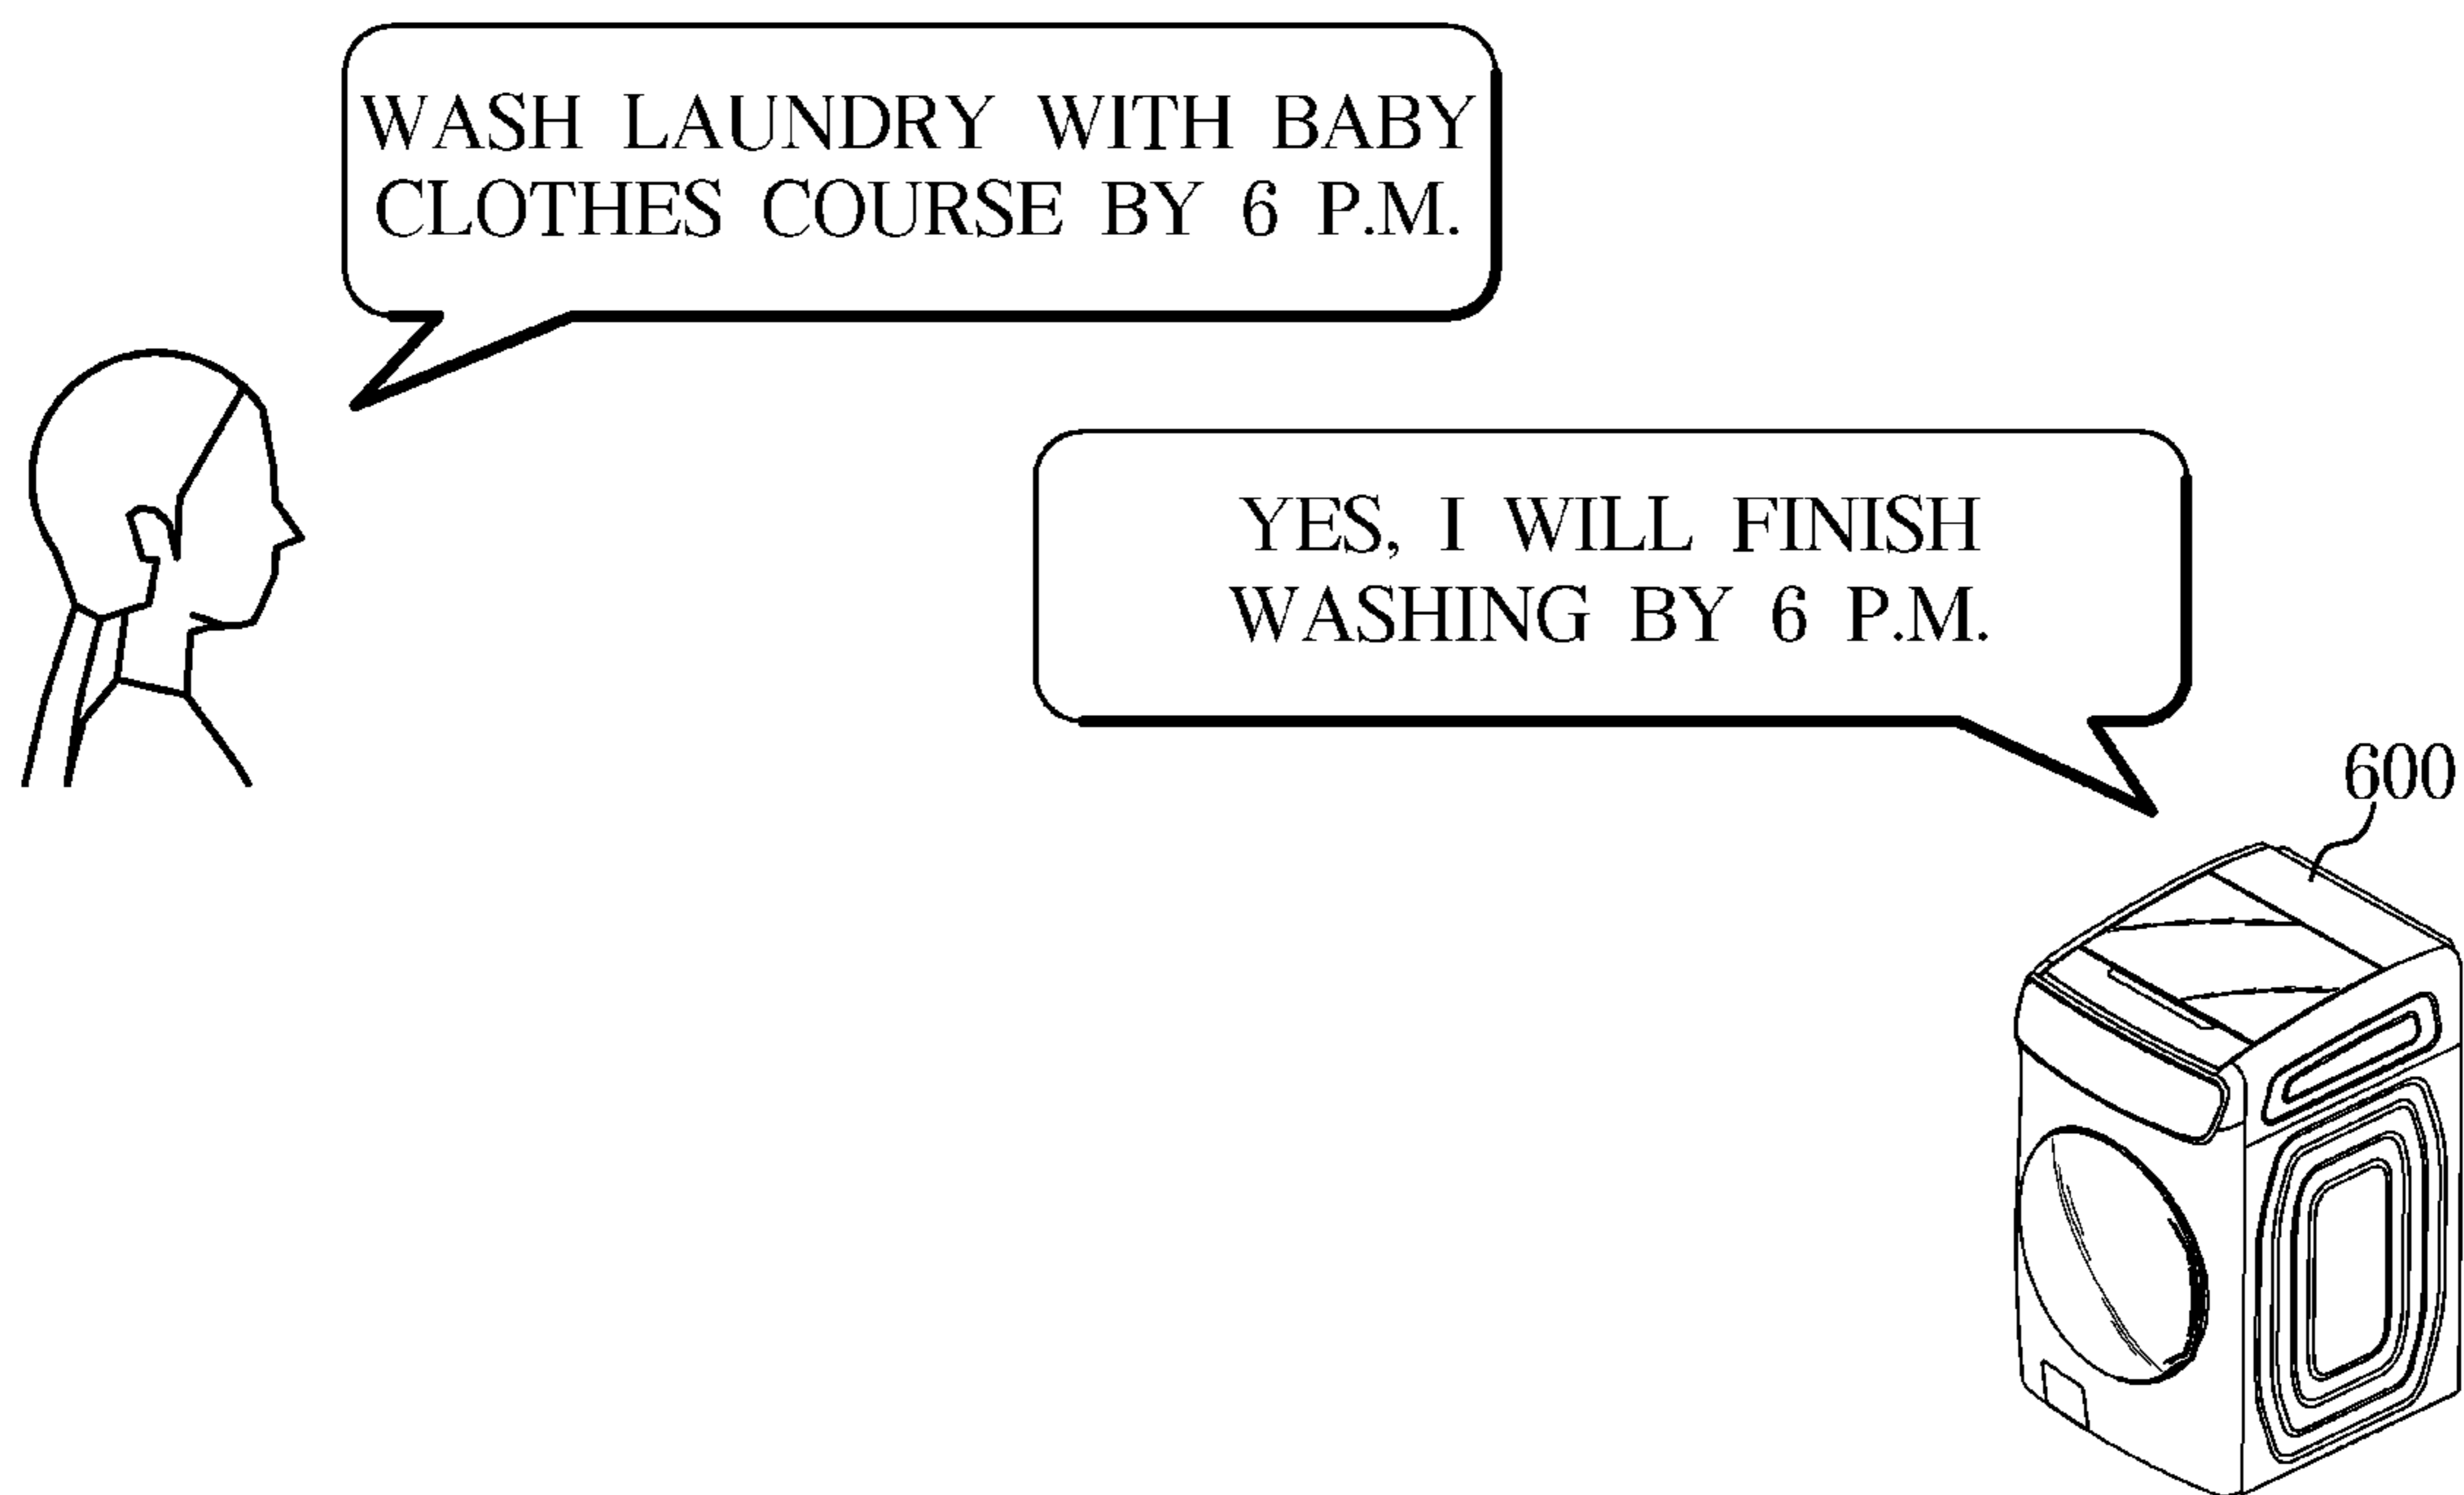 WASH LAUNDRY WITH BABY
CLOTHES COURSE BY 6 P.M.
YES, I WILL FINISH
WASHING BY 6 P.M.
600